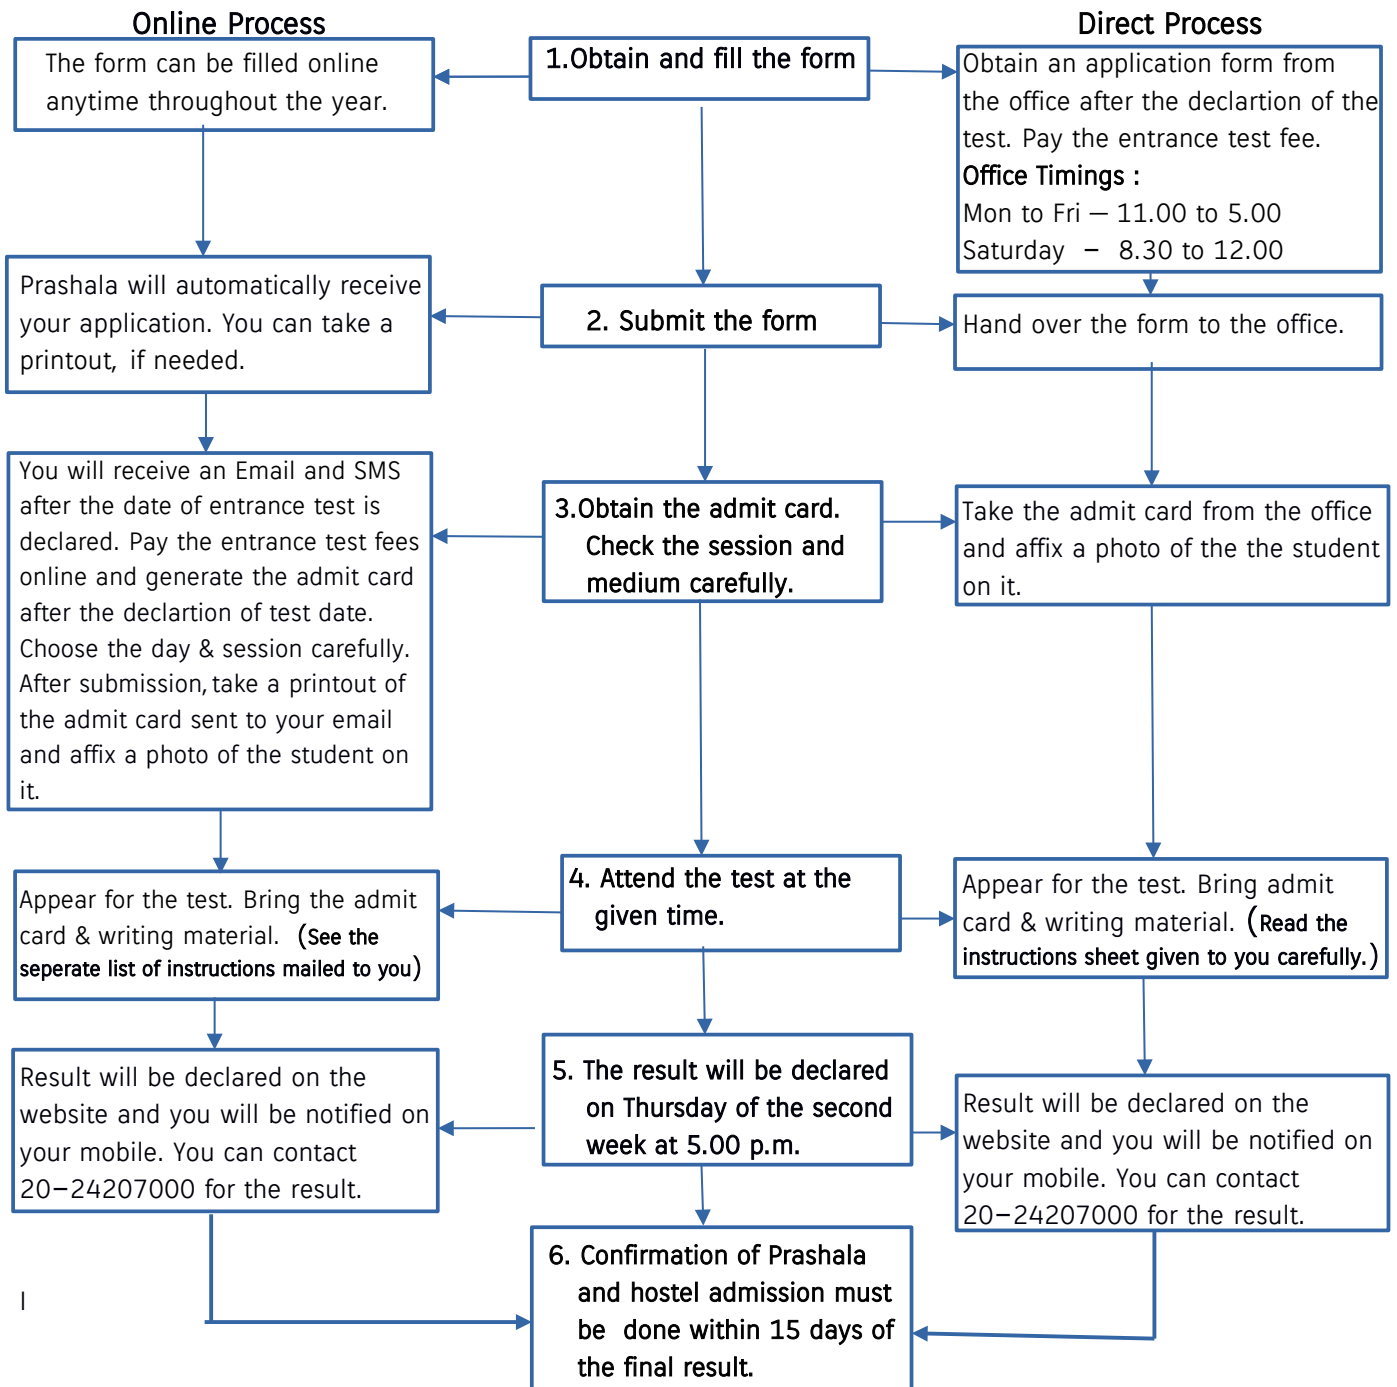 Online Process
Direct Process
The form can be filled online
anytime throughout the year.
1.Obtain and fill the form
Obtain an application form from
the office after the declartion of the
test. Pay the entrance test fee.
Office Timings :
Mon to Fri – 11.00 to 5.00
Saturday – 8.30 to 12.00
Prashala will automatically receive
your application. You can take a
printout, if needed.
2. Submit the form
Hand over the form to the office.
You will receive an Email and SMS
after the date of entrance test is
declared. Pay the entrance test fees
online and generate the admit card
after the declartion of test date.
Choose the day & session carefully.
After submission, take a printout of
the admit card sent to your email
and affix a photo of the student on
it.
3.Obtain the admit card.
Check the session and
medium carefully.
Take the admit card from the office
and affix a photo of the the student
on it.
Appear for the test. Bring the admit
card & writing material. (See the
seperate list of instructions mailed to you)
4. Attend the test at the
given time.
Appear for the test. Bring admit
card & writing material. (Read the
instructions sheet given to you carefully.)
Result will be declared on the
website and you will be notified on
your mobile. You can contact
20–24207000 for the result.
5. The result will be declared
on Thursday of the second
week at 5.00 p.m.
Result will be declared on the
website and you will be notified on
your mobile. You can contact
20–24207000 for the result.
6. Confirmation of Prashala
and hostel admission must
be done within 15 days of
the final result.
l